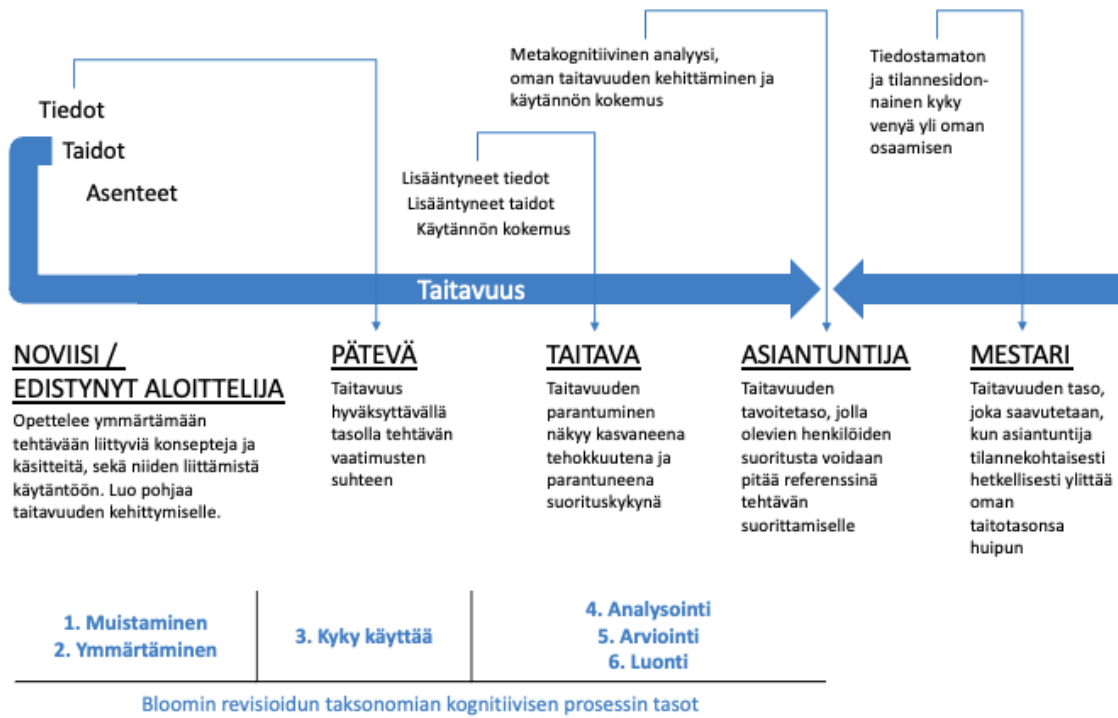 Tiedot
Taidot
Asenteet
Lisääntyneet tiedot
Lisääntyneet taidot
Käytännön kokemus
Metakognitiivinen analyysi,
oman taitavuuden kehittäminen ja
käytännön kokemus
Tiedostamaton
ja tilannesidon-
nainen kyky
venyä yli oman
osaamisen
Taitavuus
NOVIISI /
EDISTYNYT ALOITTELIJA
Opettelee ymmärtämään
tehtävään liittyviä konsepteja ja
käsitteitä, sekä niiden liittämistä
käytäntöön. Luo pohjaa
taitavuuden kehittymiselle.
PÄTEVÄ
Taitavuus
hyväksyttävällä
tasolla tehtävän
vaatimusten
suhteen
TAITAVA
Taitavuuden
parantuminen
näkyy kasvaneena
tehokkuutena ja
parantuneena
suorituskykynä
ASIANTUNTIJA
Taitavuuden
tavoitetaso, jolla
olevien henkilöiden
suoritusta voidaan
pitää referenssinä
tehtävän
suorittamiselle
MESTARI
Taitavuuden taso,
joka saavutetaan,
kun asiantuntija
tilannekohtaisesti
hetkellisesti ylittää
oman
taitotasonsa
huipun
1. Muistaminen
2. Ymmärtäminen
3. Kyky käyttää
4. Analysointi
5. Arviointi
6. Luonti
Bloomin revisioidun taksonomian kognitiivisen prosessin tasot